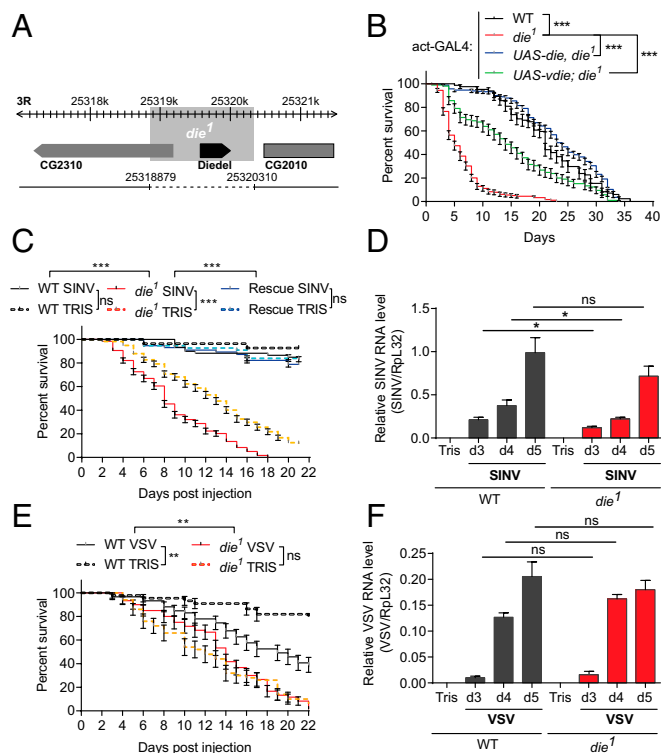 A
3R
25318k 25319k 25320k 25321k
die¹
CG2310 Diedel CG2010
25318879 25320310
B
act-GAL4:
WT
die¹
UAS-die, die¹
UAS-vdie; die¹
***
***
***
Percent survival
100
80
60
40
20
0
0 5 10 15 20 25 30 35 40
Days
C
*** ***
WT SINV die¹ SINV Rescue SINV
ns *** ns
WT TRIS die¹ TRIS Rescue TRIS
Percent survival
100
80
60
40
20
0
0 2 4 6 8 10 12 14 16 18 20 22
Days post injection
D
Relative SINV RNA level
(SINV/RpL32)
1.5
1.0
0.5
0.0
ns
*
*
Tris d3 d4 d5 Tris d3 d4 d5
SINV SINV
WT die¹
E
**
WT VSV die¹ VSV
** ns
WT TRIS die¹ TRIS
Percent survival
100
80
60
40
20
0
0 2 4 6 8 10 12 14 16 18 20 22
Days post injection
F
Relative VSV RNA level
(VSV/RpL32)
0.25
0.20
0.15
0.10
0.05
0.00
ns
ns
ns
Tris d3 d4 d5 Tris d3 d4 d5
VSV VSV
WT die¹